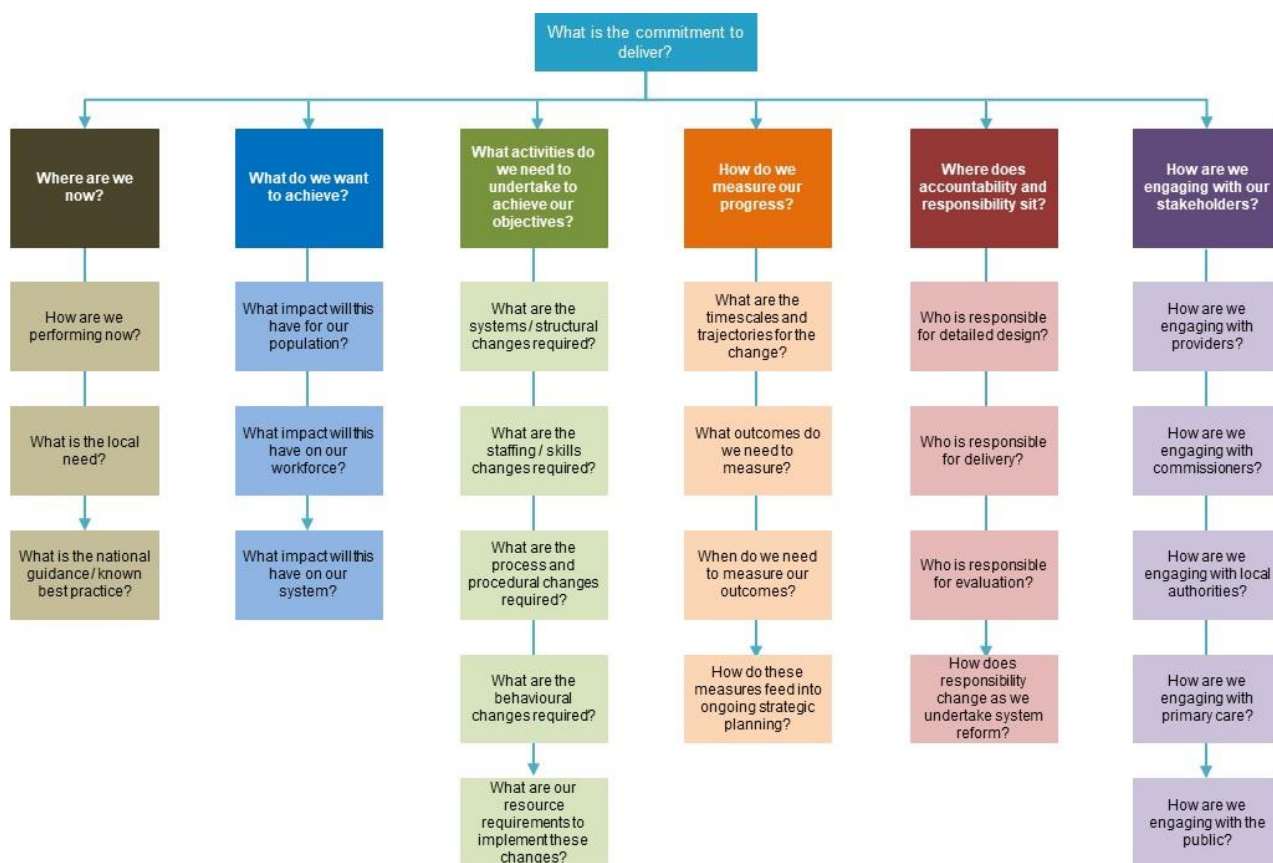 What is the commitment to
deliver?
Where are we
now?
How are we
performing now?
What is the local
need?
What is the national
guidance / known
best practice?
What do we want
to achieve?
What impact will this
have for our
population?
What impact will this
have on our
workforce?
What impact will this
have on our
system?
What activities do
we need to
undertake to
achieve our
objectives?
What are the
systems / structural
changes required?
What are the
staffing / skills
changes required?
What are the
process and
procedural changes
required?
What are the
behavioural
changes required?
What are our
resource
requirements to
implement these
changes?
How do we
measure our
progress?
What are the
timescales and
trajectories for the
change?
What outcomes do
we need to
measure?
When do we need
to measure our
outcomes?
How do these
measures feed into
ongoing strategic
planning?
Where does
accountability and
responsibility sit?
Who is responsible
for detailed design?
Who is responsible
for delivery?
Who is responsible
for evaluation?
How does
responsibility
change as we
undertake system
reform?
How are we
engaging with our
stakeholders?
How are we
engaging with
providers?
How are we
engaging with
commissioners?
How are we
engaging with local
authorities?
How are we
engaging with
primary care?
How are we
engaging with the
public?